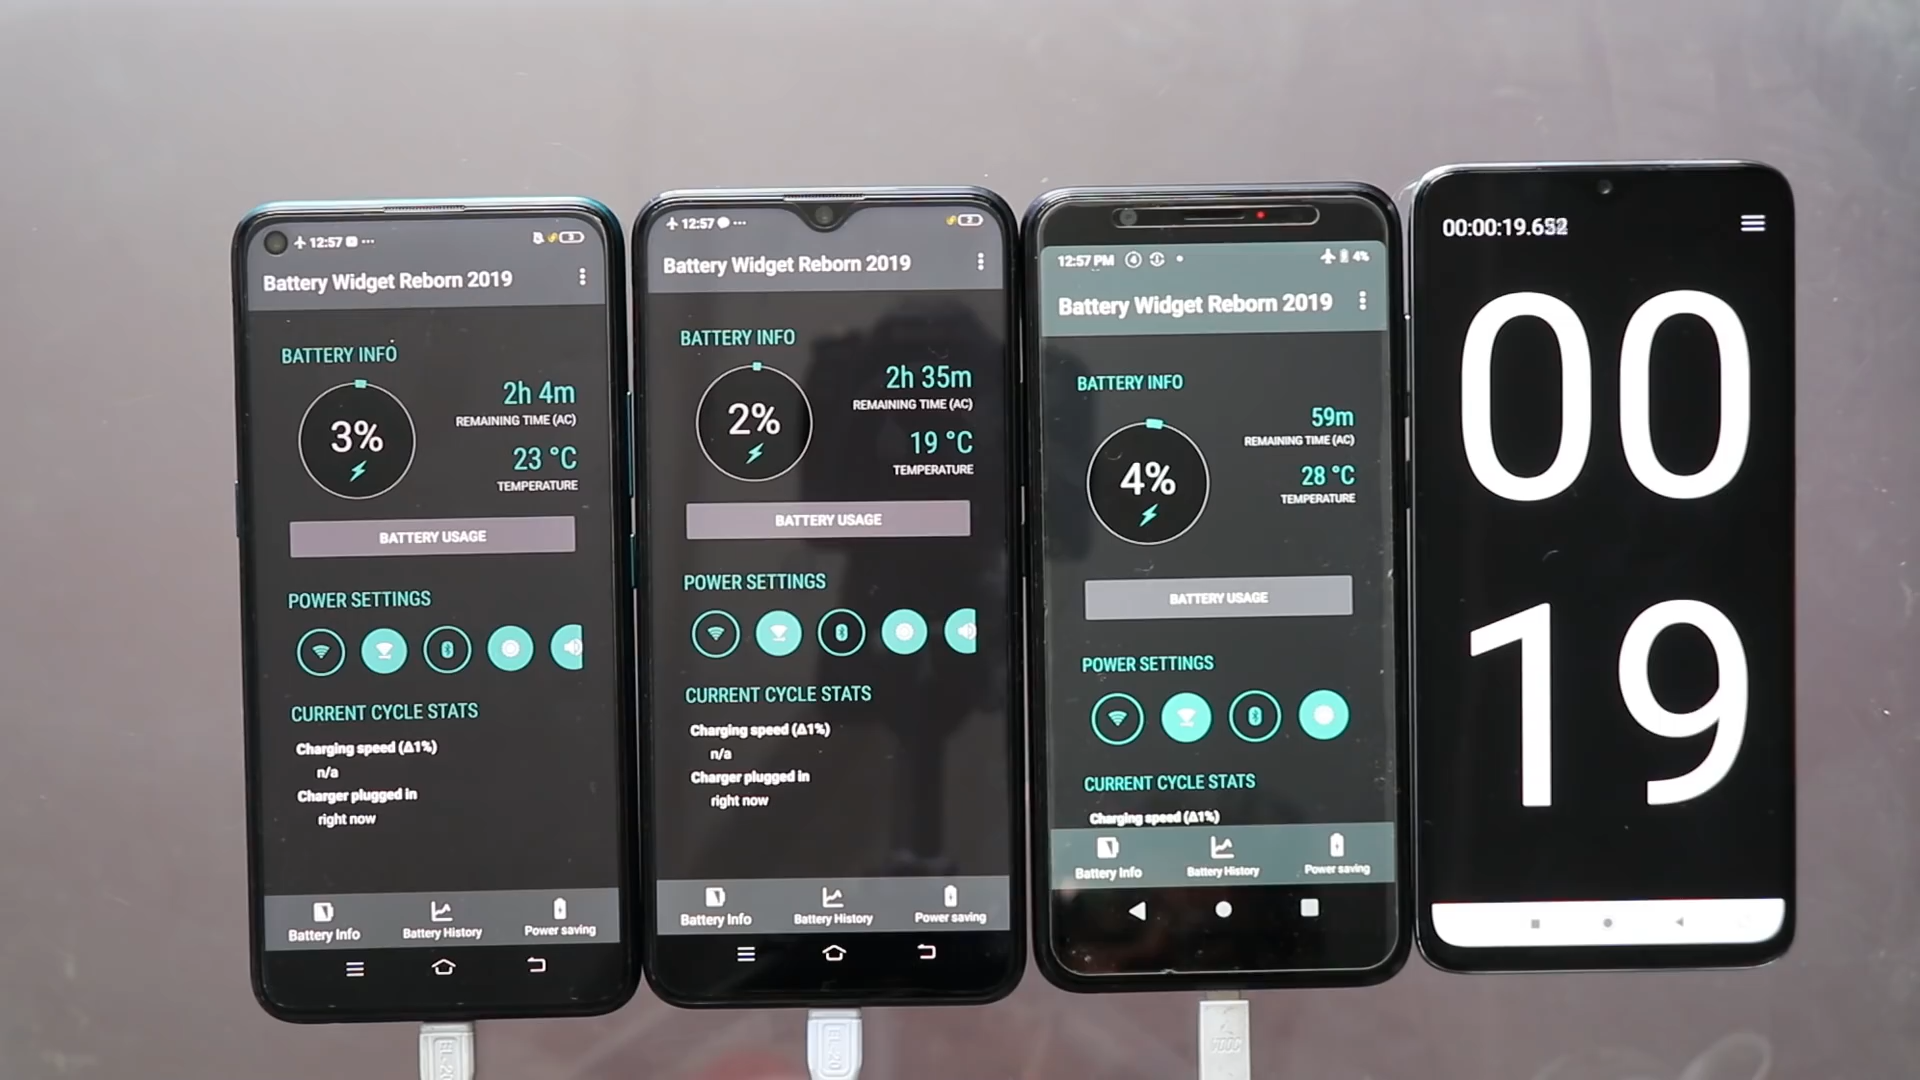 12:57
3
Battery Widget Reborn 2019
BATTERY INFO
3%
2h 4m
REMAINING TIME (AC)
23 °C
TEMPERATURE
BATTERY USAGE
POWER SETTINGS
CURRENT CYCLE STATS
Charging speed (Δ1%)
n/a
Charger plugged in
right now
Battery Info
Battery History
Power saving
12:57
2
Battery Widget Reborn 2019
BATTERY INFO
2%
2h 35m
REMAINING TIME (AC)
19 °C
TEMPERATURE
BATTERY USAGE
POWER SETTINGS
CURRENT CYCLE STATS
Charging speed (Δ1%)
n/a
Charger plugged in
right now
Battery Info
Battery History
Power saving
12:57 PM
4%
Battery Widget Reborn 2019
BATTERY INFO
4%
59m
REMAINING TIME (AC)
28 °C
TEMPERATURE
BATTERY USAGE
POWER SETTINGS
CURRENT CYCLE STATS
Charging speed (Δ1%)
Battery Info
Battery History
Power saving
00
19